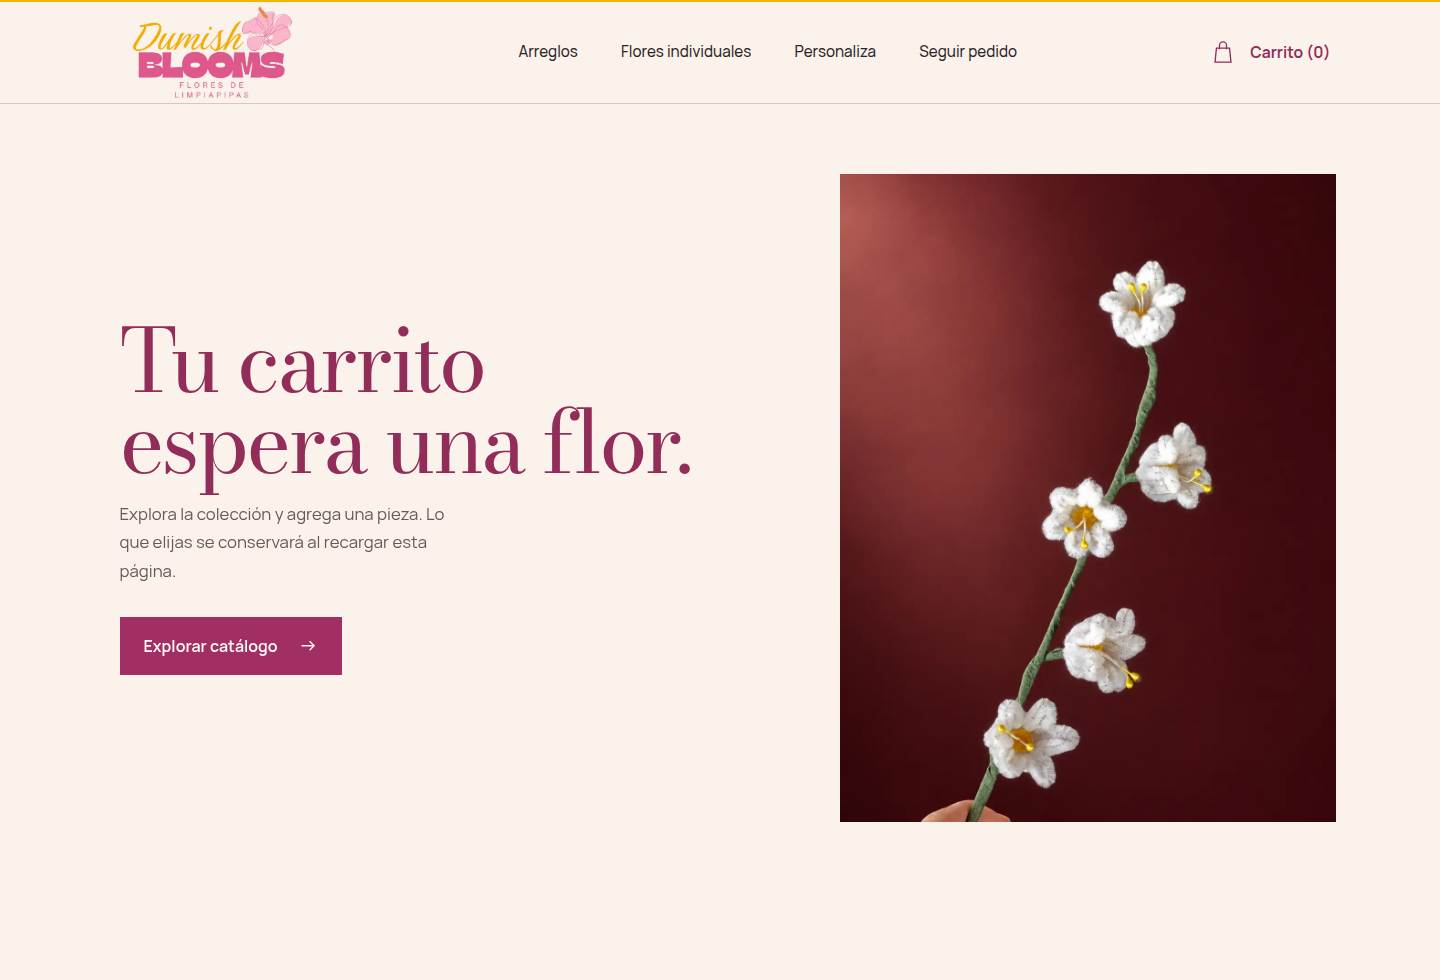 Dumish
BLOOMS
FLORES DE
LIMPIAPIPAS
Arreglos
Flores individuales
Personaliza
Seguir pedido
Carrito (0)
Tu carrito
espera una flor.
Explora la colección y agrega una pieza. Lo
que elijas se conservará al recargar esta
página.
Explorar catálogo →